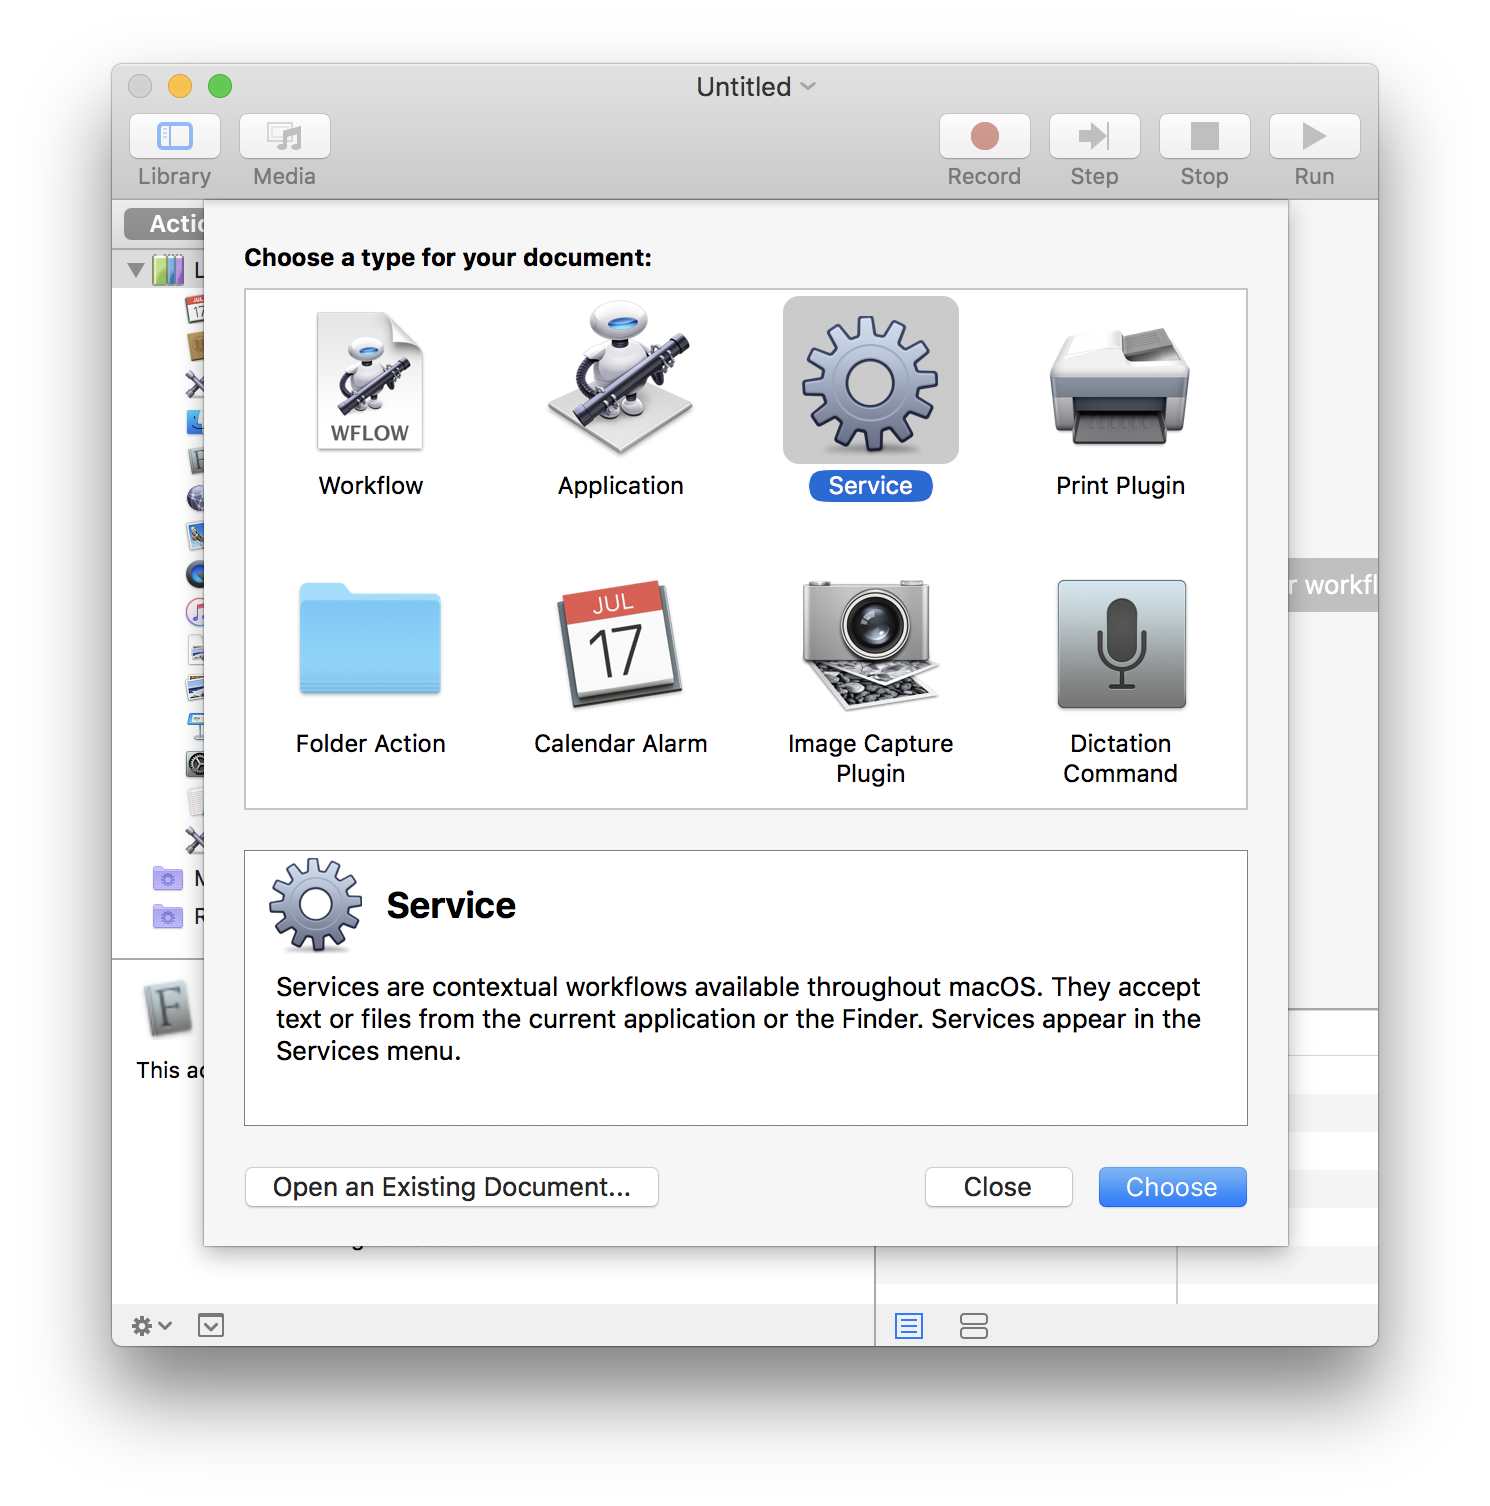 Untitled
Library
Media
Record
Step
Stop
Run
Choose a type for your document:
WFLOW
Workflow
Application
Service
Print Plugin
r workfl
JUL
17
Folder Action
Calendar Alarm
Image Capture
Plugin
Dictation
Command
Service
Services are contextual workflows available throughout macOS. They accept
text or files from the current application or the Finder. Services appear in the
Services menu.
This
Open an Existing Document...
Close
Choose